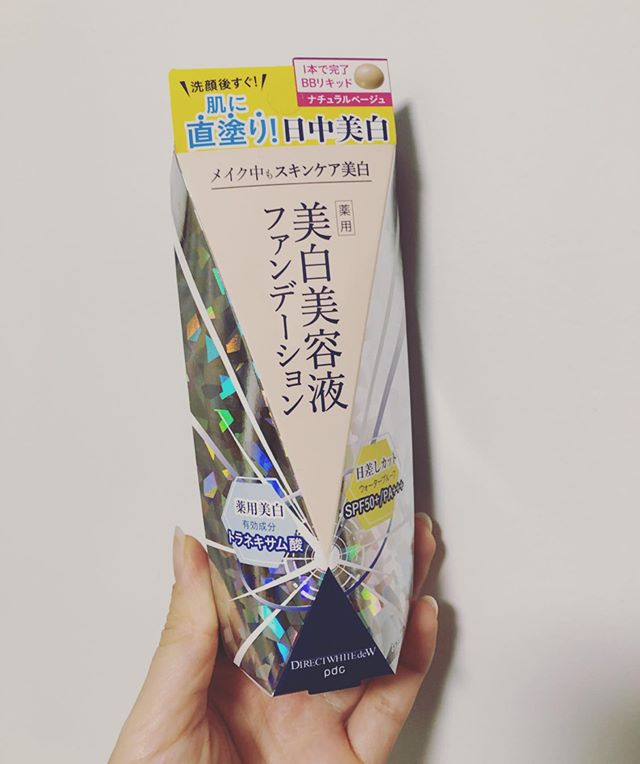 洗顔後すぐ!
肌に
直塗り!日中美白
1本で完了
BBリキッド
ナチュラルベージュ
メイク中もスキンケア美白
薬用
美白美容液
ファンデーション
日差しカット
ウォータープルーフ
SPF50+/PA+++
薬用美白
有効成分
トラネキサム酸
DIRECT WHITE deW
pdc